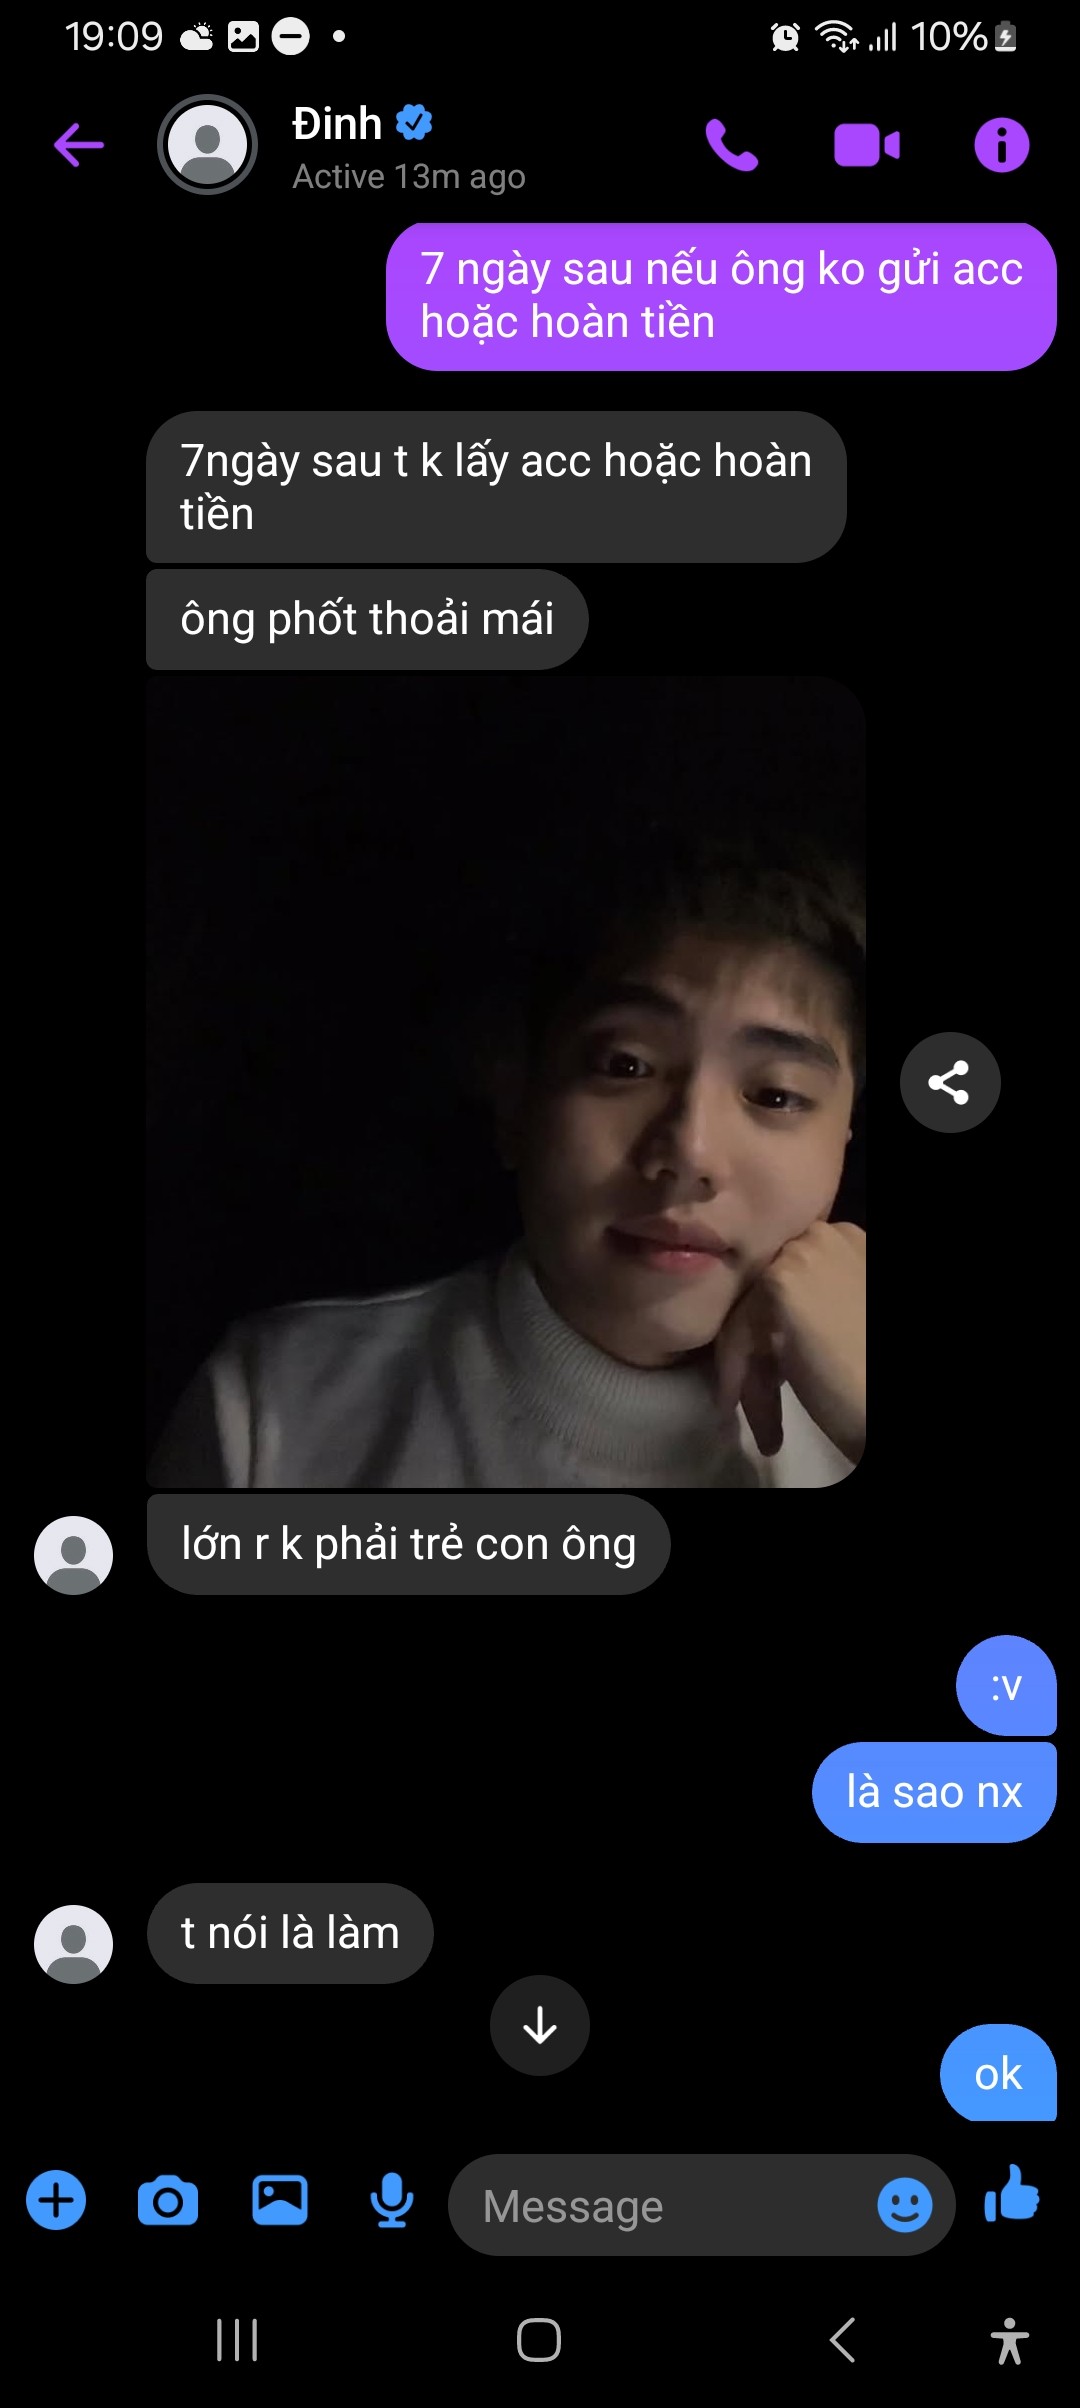 19:09
10%
Đinh
Active 13m ago
7 ngày sau nếu ông ko gửi acc
hoặc hoàn tiền
7ngày sau t k lấy acc hoặc hoàn
tiền
ông phốt thoải mái
lớn r k phải trẻ con ông
:v
là sao nx
t nói là làm
ok
Message